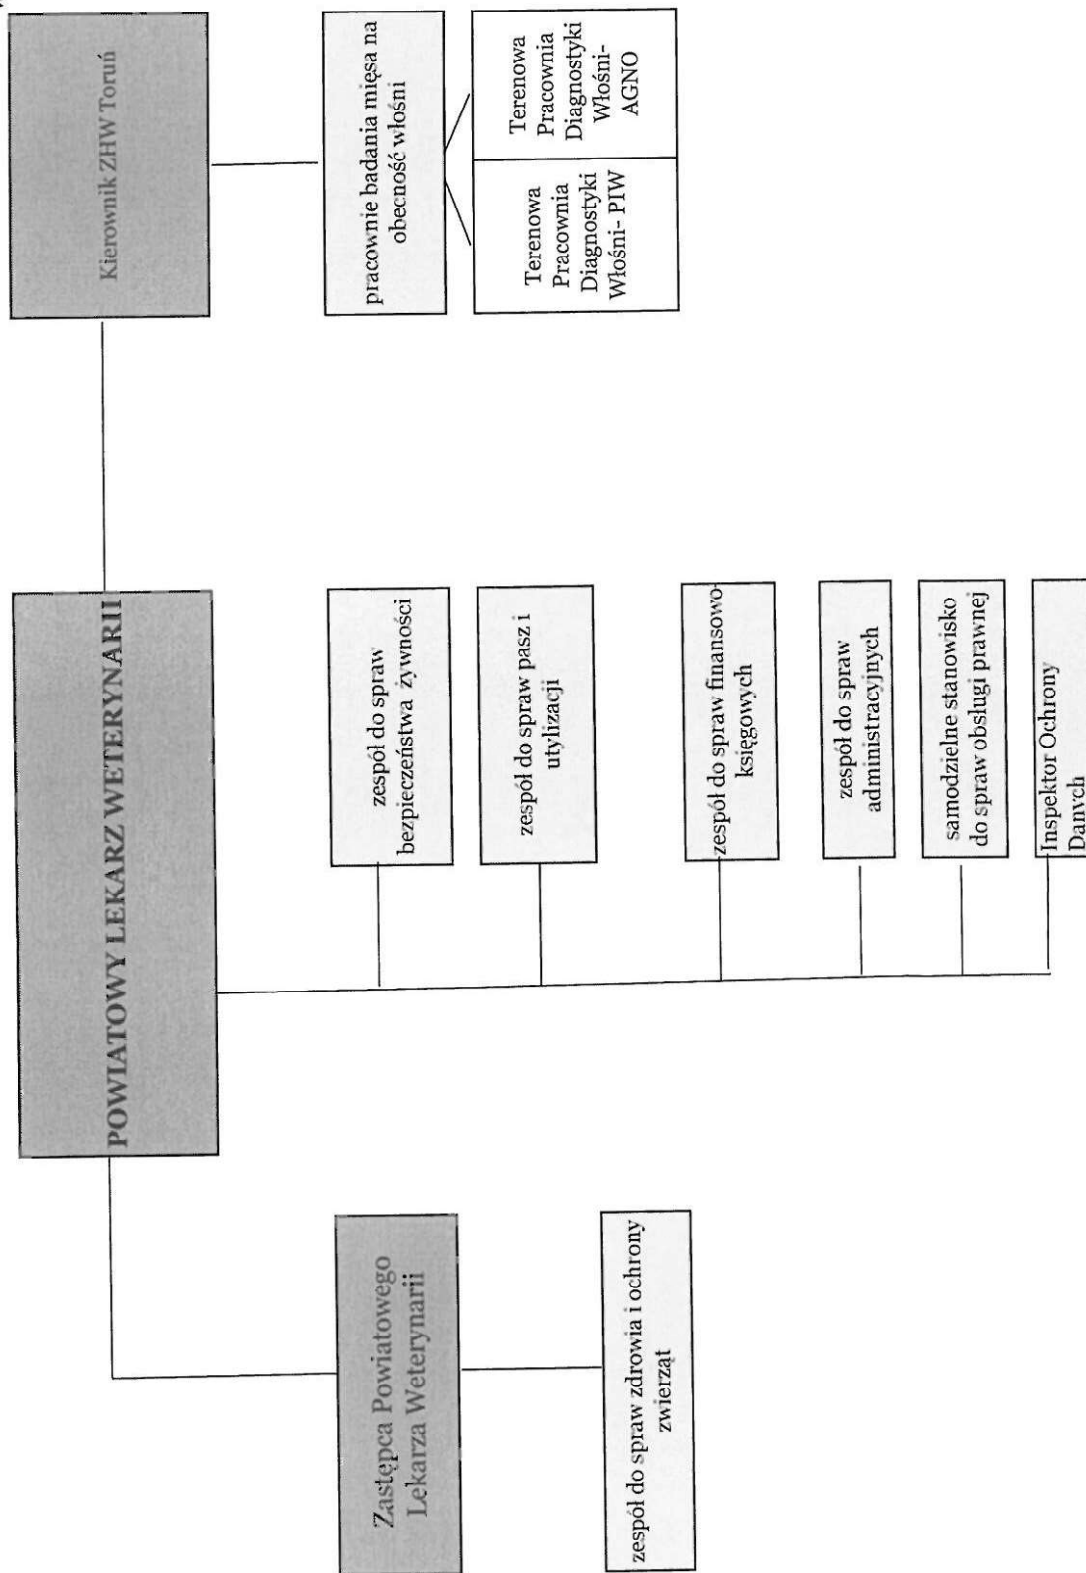 POWIATOWY LEKARZ WETERYNARII
Kierownik ZHW Toruń
Zastępca Powiatowego
Lekarza Weterynarii
zespół do spraw zdrowia i ochrony
zwierząt
zespół do spraw
bezpieczeństwa żywności
zespół do spraw pasz i
utylizacji
zespół do spraw finansowo-
księgowych
zespół do spraw
administracyjnych
samodzielne stanowisko
do spraw obsługi prawnej
Inspektor Ochrony
Danych
pracownie badania mięsa na
obecność włośni
Terenowa
Pracownia
Diagnostyki
Włośni- PIW
Terenowa
Pracownia
Diagnostyki
Włośni-
AGNO